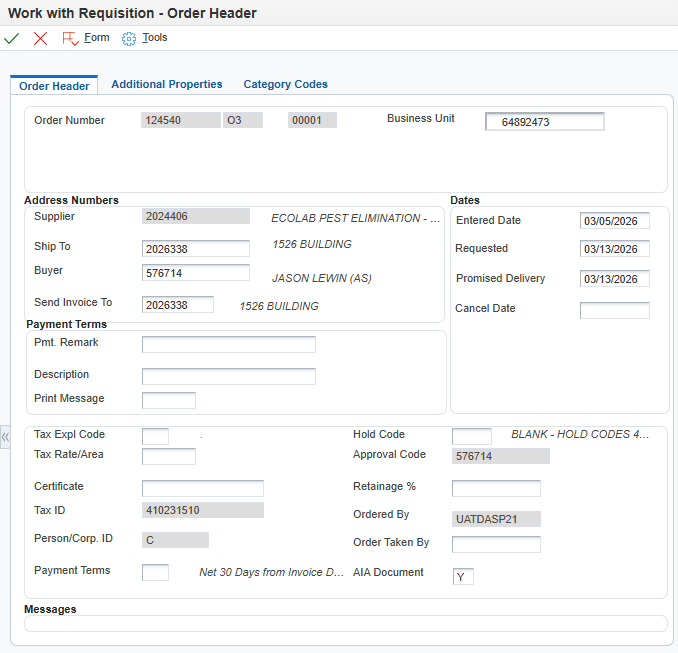 Work with Requisition - Order Header
Form Tools
Order Header Additional Properties Category Codes
Order Number 124540 O3 00001 Business Unit 64892473
Address Numbers
Supplier 2024406 ECOLAB PEST ELIMINATION - ...
Ship To 2026338 1526 BUILDING
Buyer 576714 JASON LEWIN (AS)
Send Invoice To 2026338 1526 BUILDING
Dates
Entered Date 03/05/2026
Requested 03/13/2026
Promised Delivery 03/13/2026
Cancel Date
Payment Terms
Pmt. Remark
Description
Print Message
Tax Expl Code . Hold Code BLANK - HOLD CODES 4...
Tax Rate/Area Approval Code 576714
Certificate Retainage %
Tax ID 410231510 Ordered By UATDASP21
Person/Corp. ID C Order Taken By
Payment Terms Net 30 Days from Invoice D... AIA Document Y
Messages